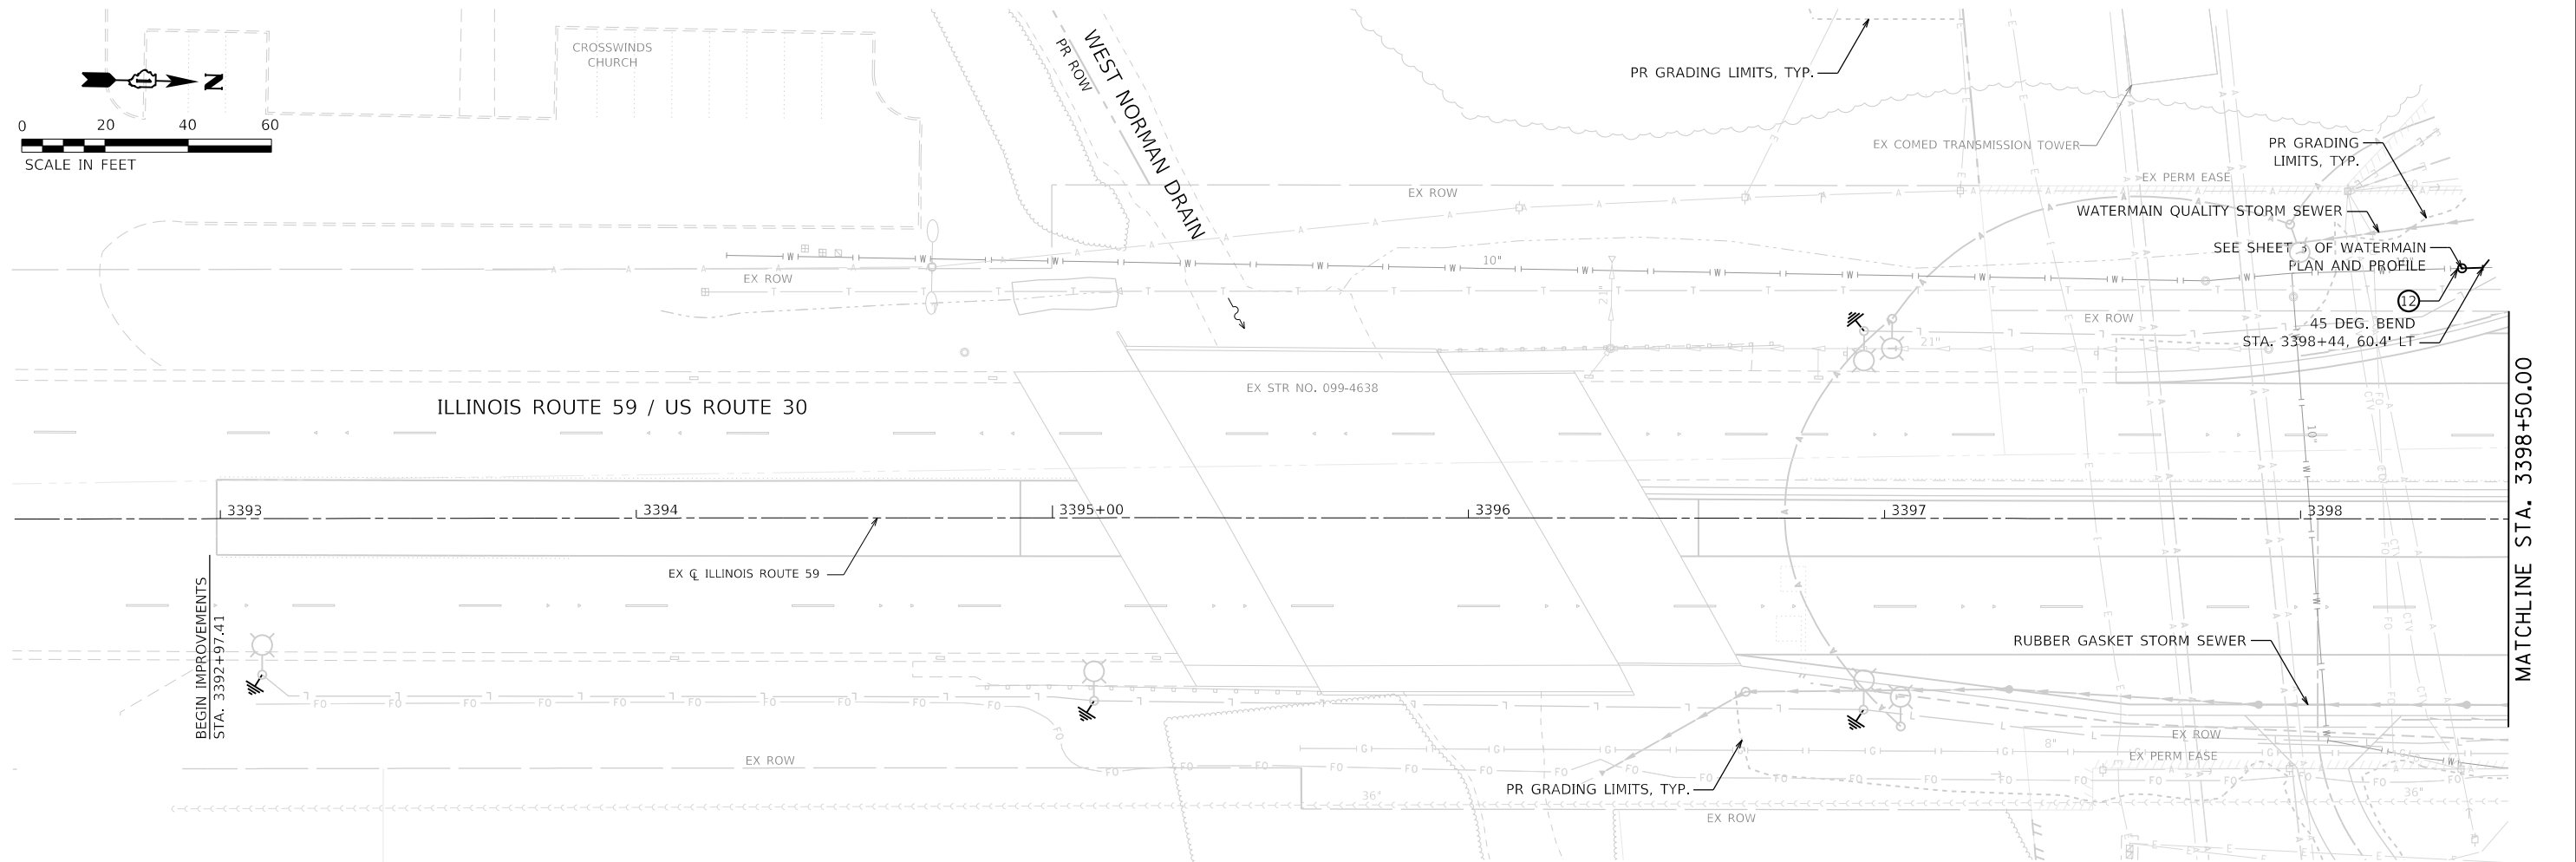 CROSSWINDS
CHURCH
N
0 20 40 60
SCALE IN FEET
WEST NORMAN DRAIN
PR ROW
PR GRADING LIMITS, TYP.
EX COMED TRANSMISSION TOWER
PR GRADING
LIMITS, TYP.
EX PERM EASE
EX ROW
WATERMAIN QUALITY STORM SEWER
SEE SHEET 3 OF WATERMAIN
PLAN AND PROFILE
10"
EX ROW
12"
12
45 DEG. BEND
STA. 3398+44, 60.4' LT
EX ROW
21"
EX STR NO. 099-4638
ILLINOIS ROUTE 59 / US ROUTE 30
10"
MATCHLINE STA. 3398+50.00
3393 3394 3395+00 3396 3397 3398
EX ℄ ILLINOIS ROUTE 59
BEGIN IMPROVEMENTS
STA. 3392+97.41
RUBBER GASKET STORM SEWER
EX ROW
8"
EX PERM EASE
EX ROW
PR GRADING LIMITS, TYP.
36"
36"
EX ROW